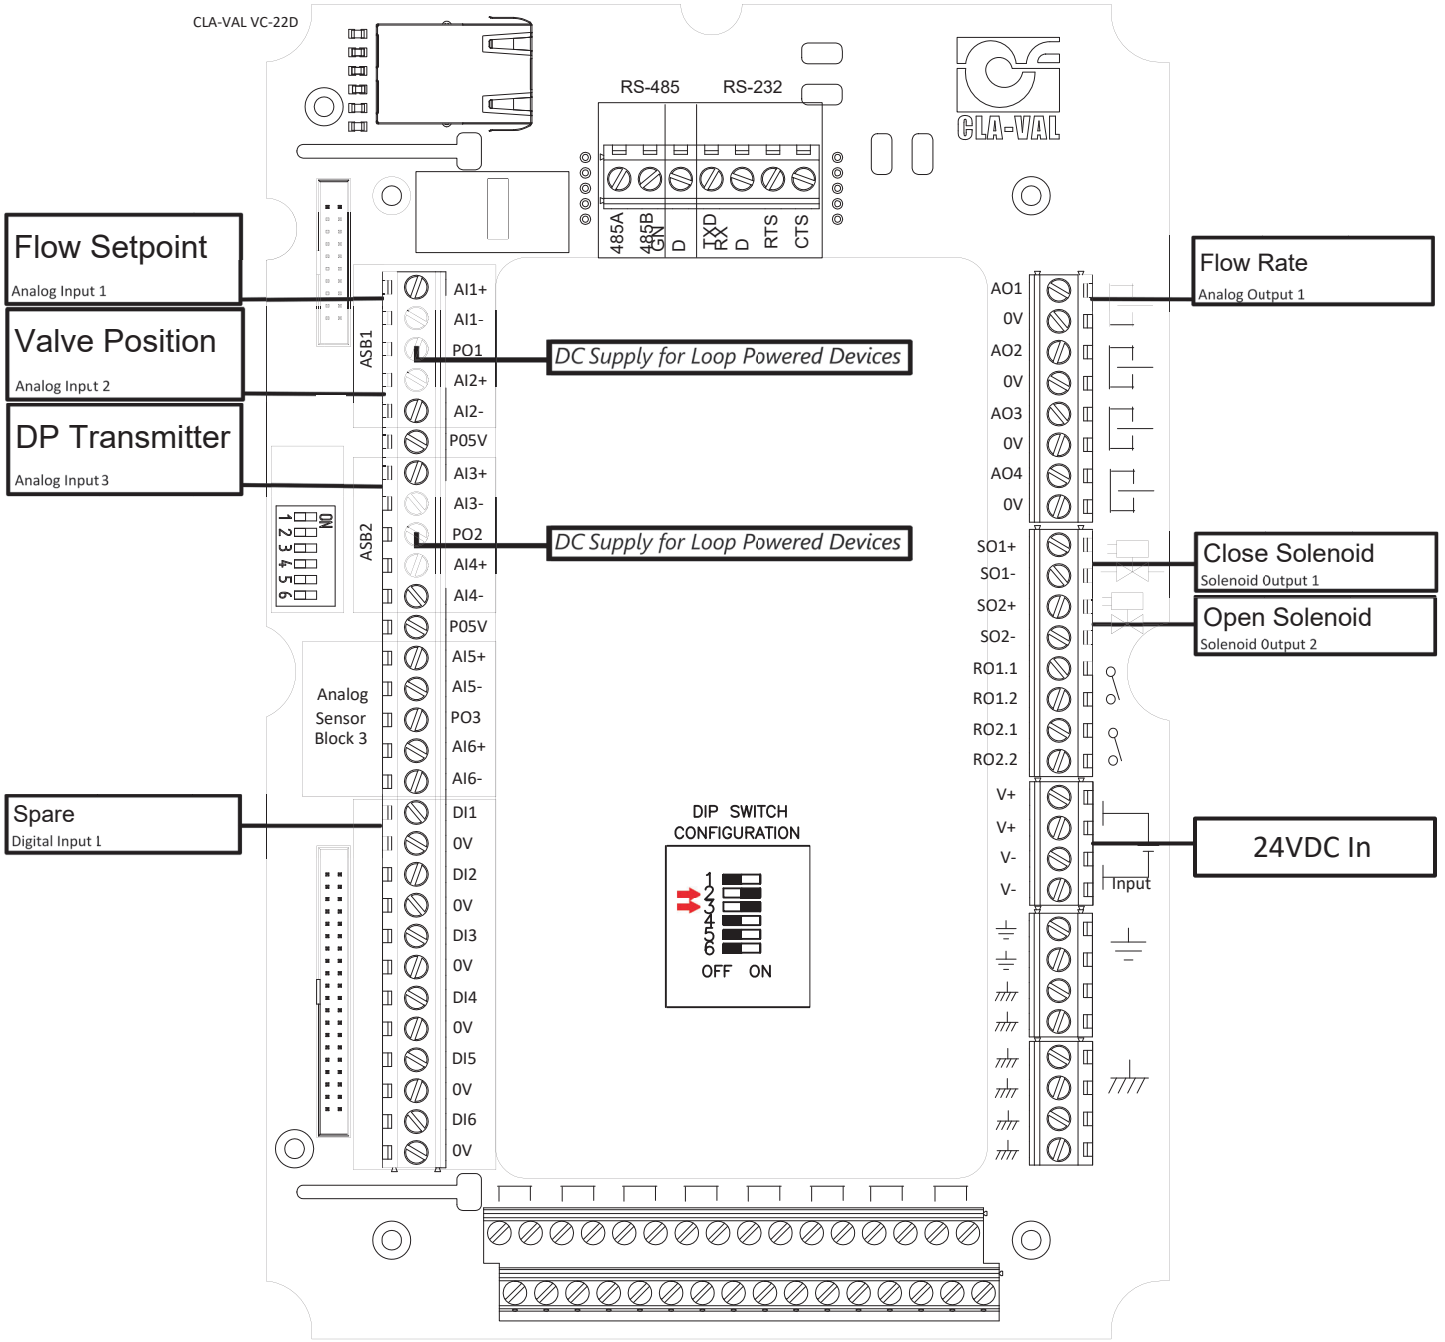 CLA-VAL VC-22D
RS-485
RS-232
CLA-VAL
485A
485B
GN
D
TXD
RX
D
RTS
CTS
Flow Setpoint
Analog Input 1
Valve Position
Analog Input 2
DP Transmitter
Analog Input 3
ASB1
ASB2
ON
1
2
3
4
5
6
Analog
Sensor
Block 3
Spare
Digital Input 1
AI1+
AI1-
PO1
AI2+
AI2-
P05V
AI3+
AI3-
PO2
AI4+
AI4-
P05V
AI5+
AI5-
PO3
AI6+
AI6-
DI1
0V
DI2
0V
DI3
0V
DI4
0V
DI5
0V
DI6
0V
DC Supply for Loop Powered Devices
DC Supply for Loop Powered Devices
DIP SWITCH
CONFIGURATION
1
2
3
4
5
6
OFF ON
AO1
0V
AO2
0V
AO3
0V
AO4
0V
SO1+
SO1-
SO2+
SO2-
RO1.1
RO1.2
RO2.1
RO2.2
V+
V+
V-
V-
Input
Flow Rate
Analog Output 1
Close Solenoid
Solenoid Output 1
Open Solenoid
Solenoid Output 2
24VDC In